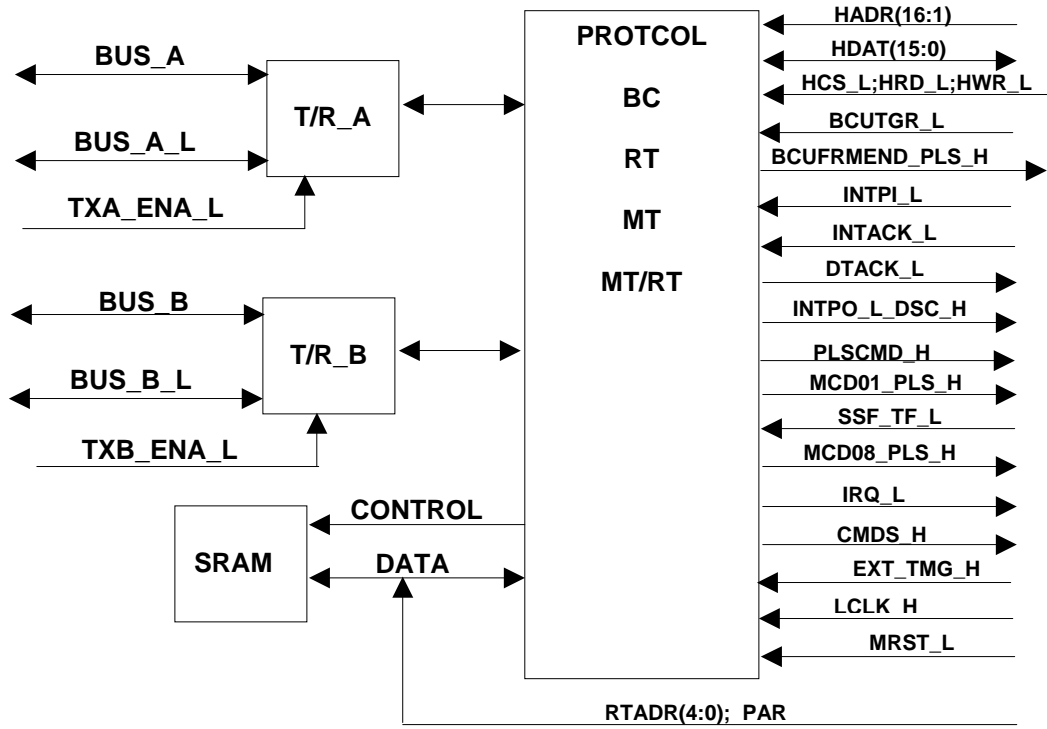 BUS_A
BUS_A_L
TXA_ENA_L
T/R_A
BUS_B
BUS_B_L
TXB_ENA_L
T/R_B
SRAM
CONTROL
DATA
PROTCOL
BC
RT
MT
MT/RT
HADR(16:1)
HDAT(15:0)
HCS_L;HRD_L;HWR_L
BCUTGR_L
BCUFRMEND_PLS_H
INTPI_L
INTACK_L
DTACK_L
INTPO_L_DSC_H
PLSCMD_H
MCD01_PLS_H
SSF_TF_L
MCD08_PLS_H
IRQ_L
CMDS_H
EXT_TMG_H
LCLK_H
MRST_L
RTADR(4:0); PAR